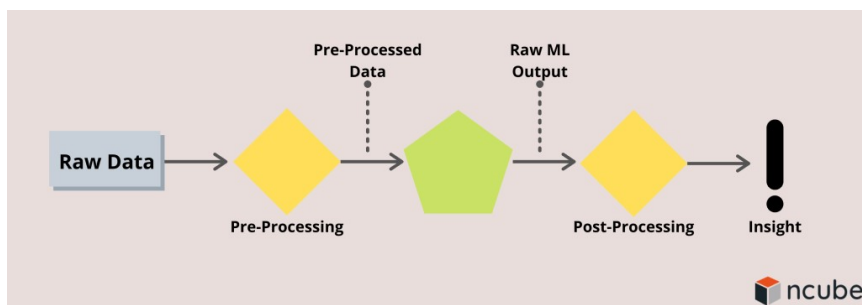 Pre-Processed
Data
Raw ML
Output
Raw Data
Pre-Processing
Post-Processing
Insight
ncube